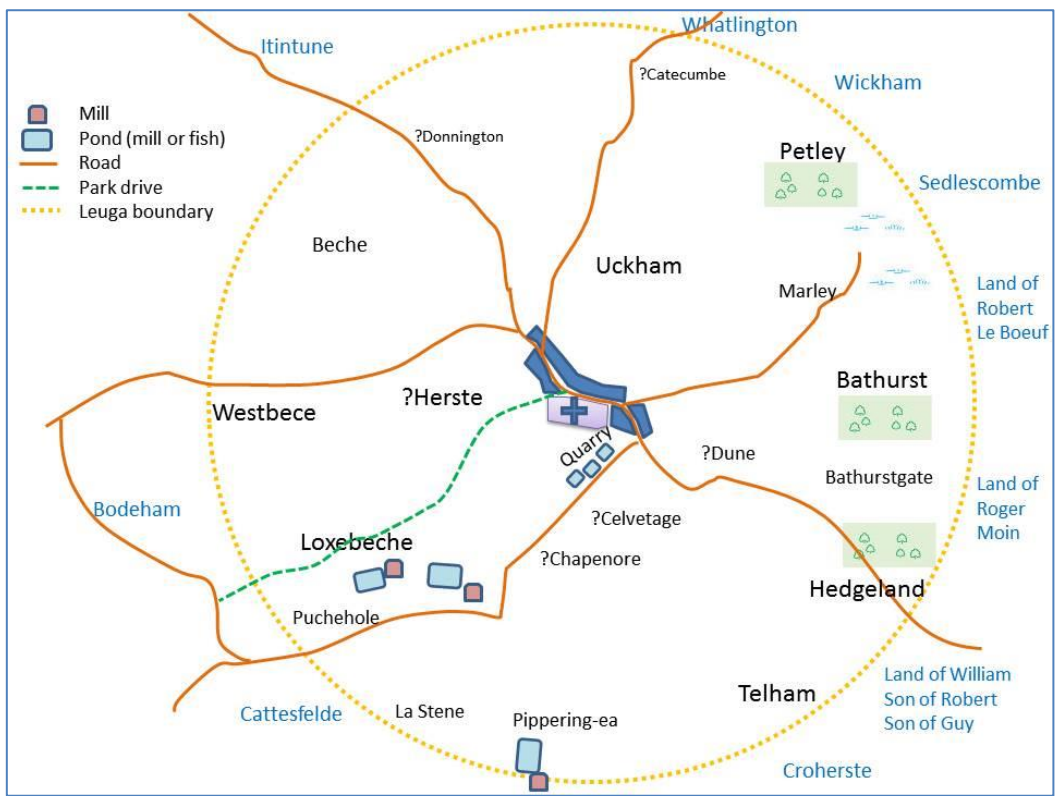 Whatlington
Itintune
?Catecumbe
Wickham
Mill
Pond (mill or fish)
Road
Park drive
Leuga boundary
?Donnington
Petley
Sedlescombe
Beche
Uckham
Marley
Land of
Robert
Le Boeuf
Westbece
?Herste
Bathurst
Quarry
?Dune
Bathurstgate
Bodeham
Land of
Roger
Moin
?Celvetage
Loxebeche
?Chapenore
Hedgeland
Puchehole
Land of William
Son of Robert
Son of Guy
Telham
Cattesfelde
La Stene
Pippering-ea
Croherste